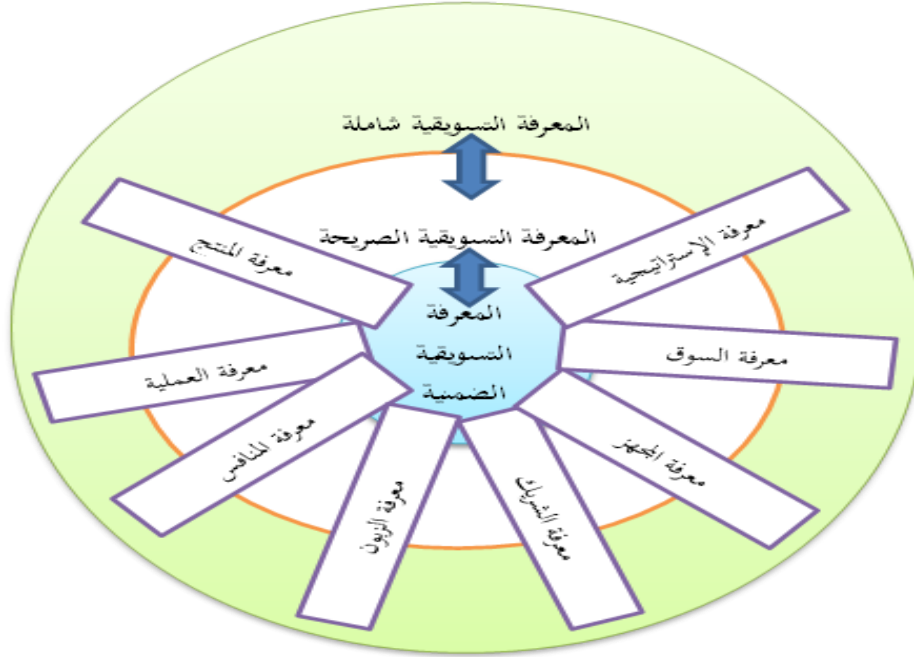 المعرفة التسويقية شاملة
المعرفة التسويقية الصريحة
المعرفة
التسويقية
الضمنية
معرفة الإستراتيجية
معرفة السوق
معرفة المجهز
معرفة الشريك
معرفة الزبون
معرفة المنافس
معرفة العملية
معرفة المنتج